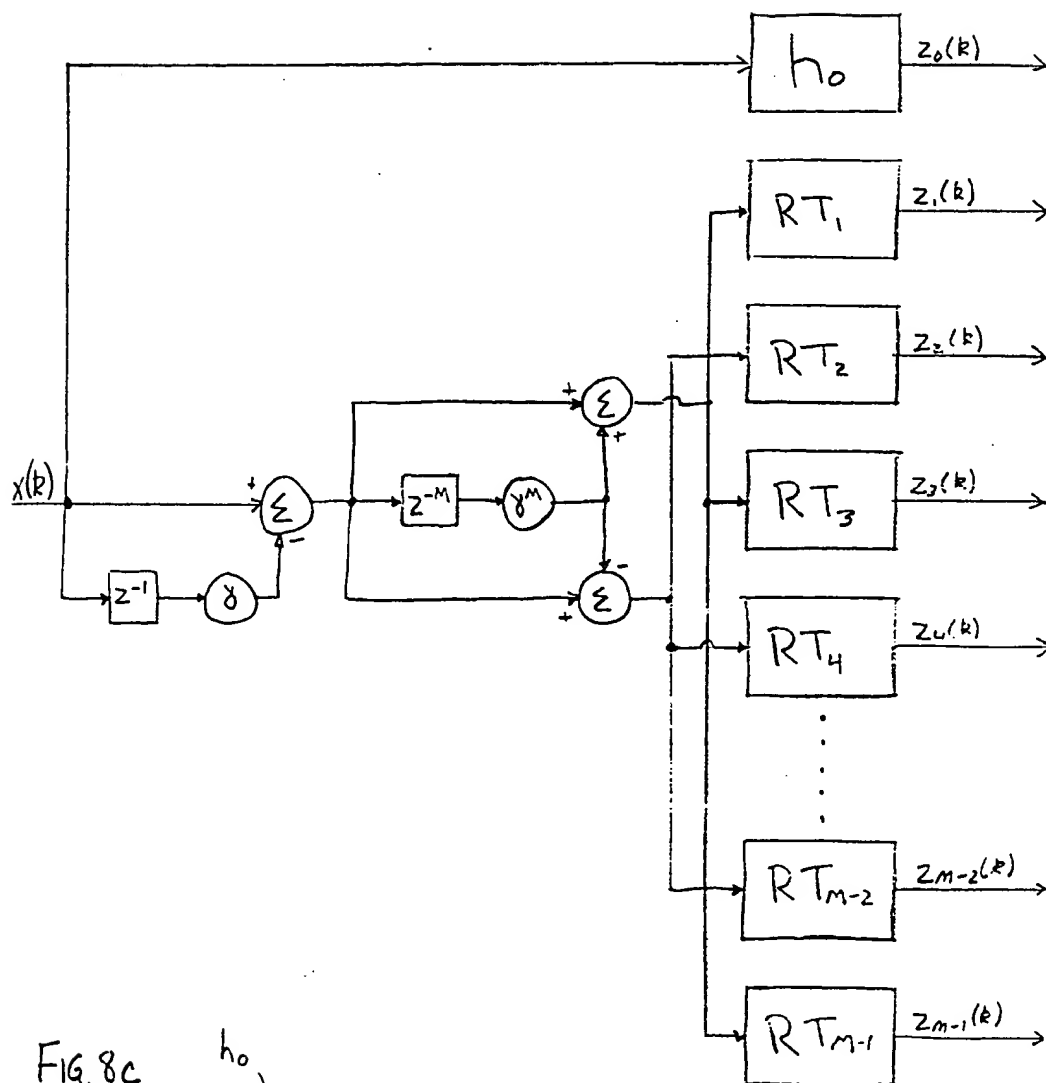 h₀
z₀(k)
RT₁
z₁(k)
RT₂
z₂(k)
Σ
+
+
RT₃
z₃(k)
x(k)
+
Σ
-
z⁻ᴹ
γᴹ
-
Σ
+
z⁻¹
γ
RT₄
z₄(k)
RTₘ₋₂
zₘ₋₂(k)
RTₘ₋₁
zₘ₋₁(k)
FIG. 8c
h₀